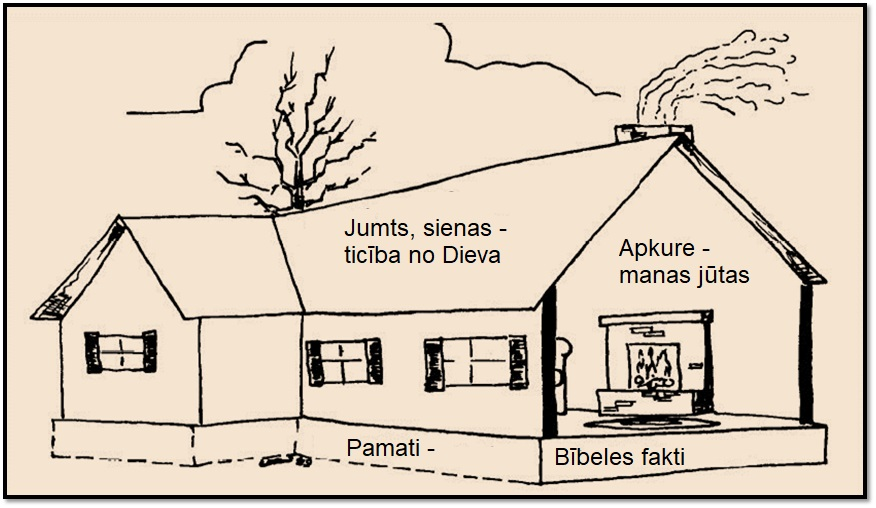 Jumts, sienas -
ticība no Dieva
Apkure -
manas jūtas
Pamati -
Bībeles fakti